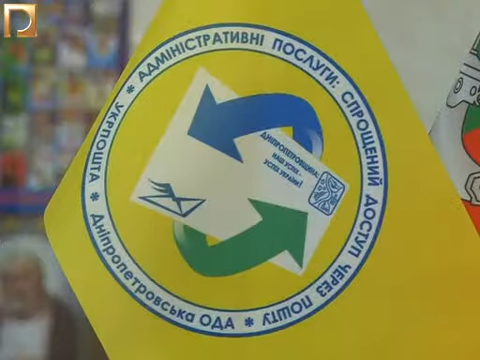 АДМІНІСТРАТИВНІ ПОСЛУГИ: СПРОЩЕНИЙ ДОСТУП ЧЕРЕЗ ПОШТУ * Дніпропетровська ОДА * УКРПОШТА *
ДНІПРОПЕТРОВЩИНА:
НАШ УСПІХ -
УСПІХ УКРАЇНИ!